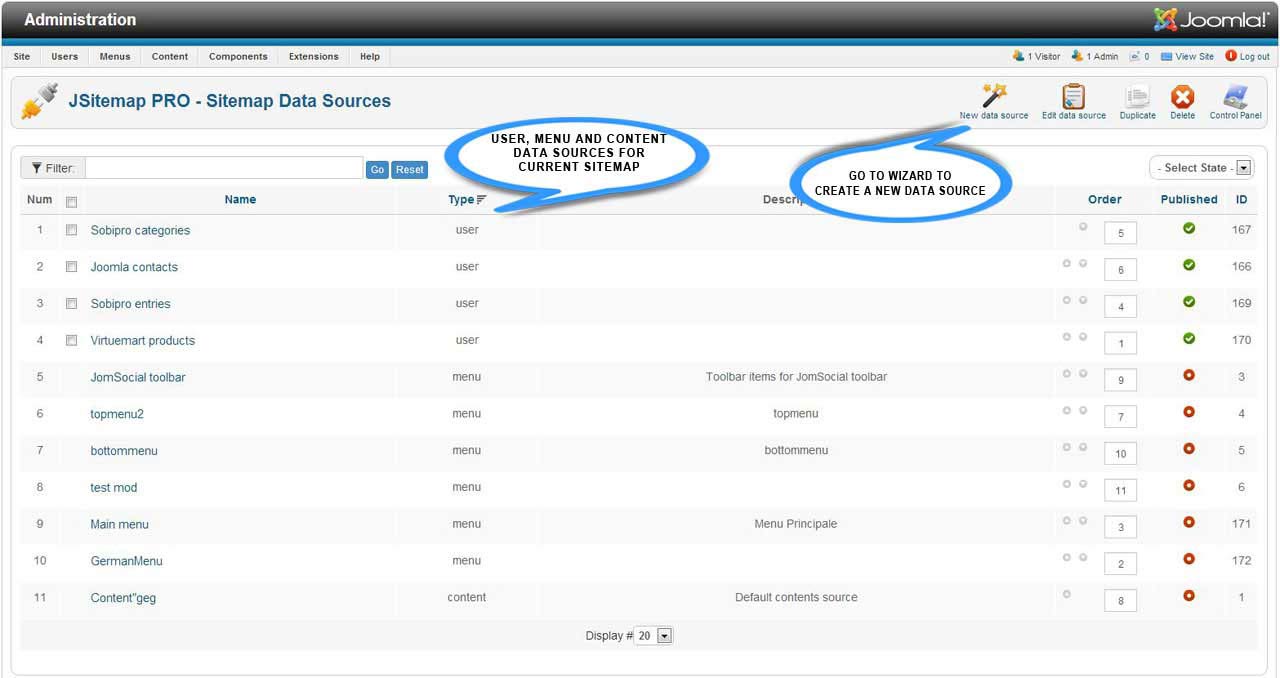 Administration
Joomla!
Site Users Menus Content Components Extensions Help
1 Visitor 1 Admin 0 View Site Log out
JSitemap PRO - Sitemap Data Sources
New data source Edit data source Duplicate Delete Control Panel
USER, MENU AND CONTENT
DATA SOURCES FOR
CURRENT SITEMAP
GO TO WIZARD TO
CREATE A NEW DATA SOURCE
Filter: Go Reset - Select State -
Num Name Type Descrip Order Published ID
1 Sobipro categories user 5 167
2 Joomla contacts user 6 166
3 Sobipro entries user 4 169
4 Virtuemart products user 1 170
5 JomSocial toolbar menu Toolbar items for JomSocial toolbar 9 3
6 topmenu2 menu topmenu 7 4
7 bottommenu menu bottommenu 10 5
8 test mod menu 11 6
9 Main menu menu Menu Principale 3 171
10 GermanMenu menu 2 172
11 Content"geg content Default contents source 8 1
Display # 20